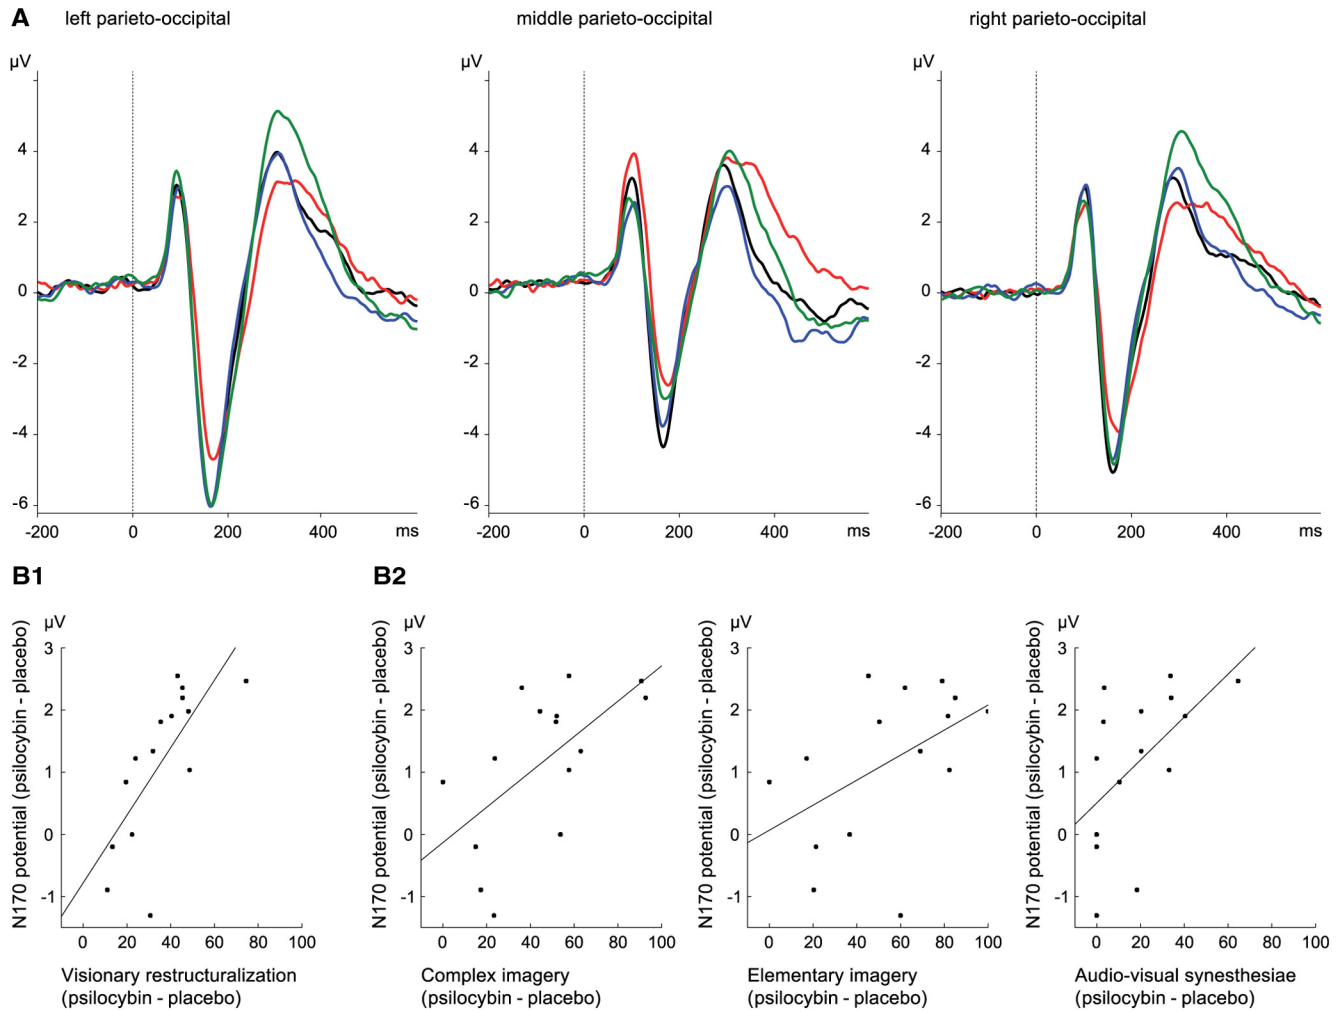 A
left parieto-occipital
middle parieto-occipital
right parieto-occipital
µV
µV
µV
4
2
0
-2
-4
-6
-200
0
200
400
ms
4
2
0
-2
-4
-6
-200
0
200
400
ms
4
2
0
-2
-4
-6
-200
0
200
400
ms
B1
B2
N170 potential (psilocybin - placebo)
µV
3
2
1
0
-1
0
20
40
60
80
100
Visionary restructuralization
(psilocybin - placebo)
N170 potential (psilocybin - placebo)
µV
3
2
1
0
-1
0
20
40
60
80
100
Complex imagery
(psilocybin - placebo)
N170 potential (psilocybin - placebo)
µV
3
2
1
0
-1
0
20
40
60
80
100
Elementary imagery
(psilocybin - placebo)
N170 potential (psilocybin - placebo)
µV
3
2
1
0
-1
0
20
40
60
80
100
Audio-visual synesthesiae
(psilocybin - placebo)